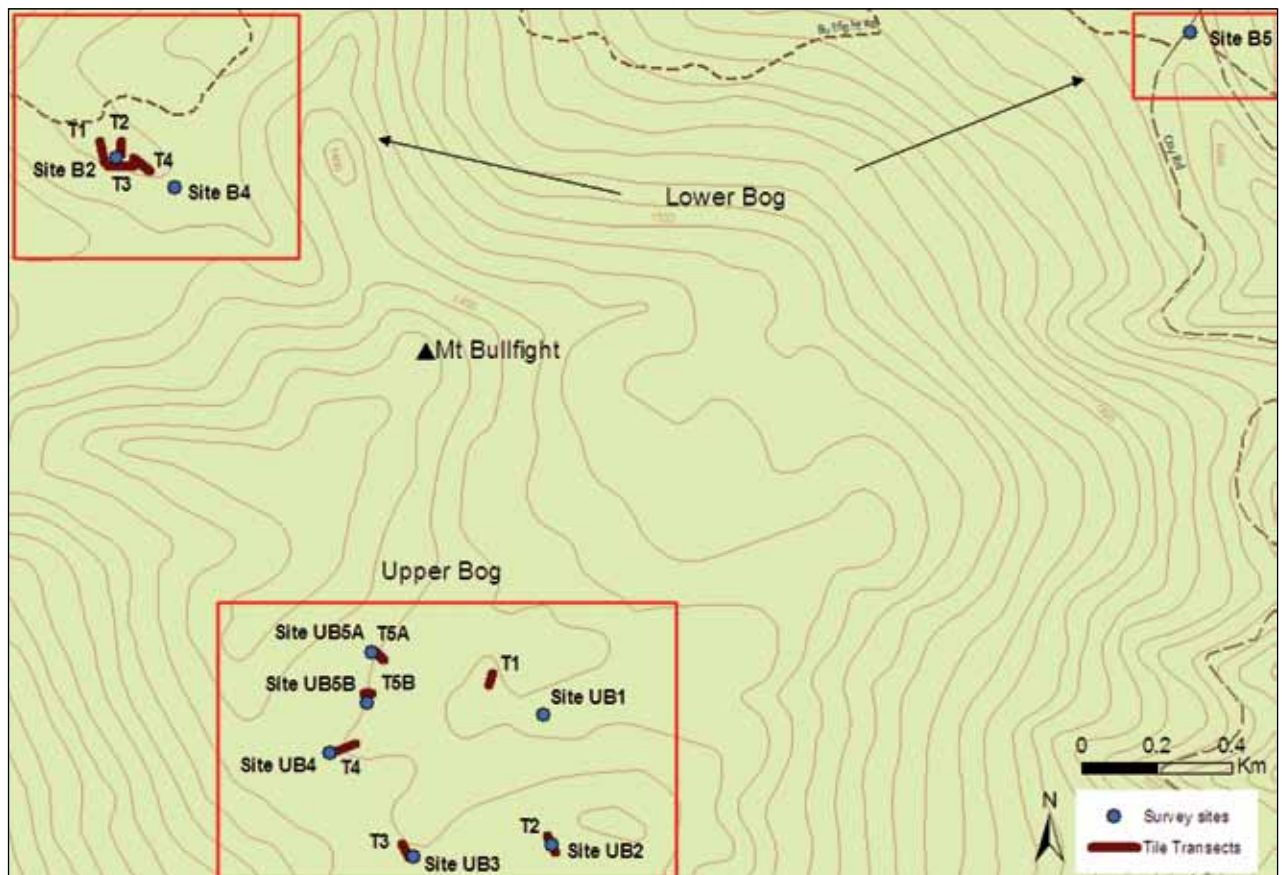 Bullfight Rd
Site B5
T1
T2
T4
Site B2
T3
Site B4
Lower Bog
Mt Bullfight
Upper Bog
Site UB5A
T5A
T1
Site UB5B
T5B
Site UB1
Site UB4
T4
T3
Site UB3
T2
Site UB2
0
0.2
0.4
Km
N
Survey sites
Tile Transects